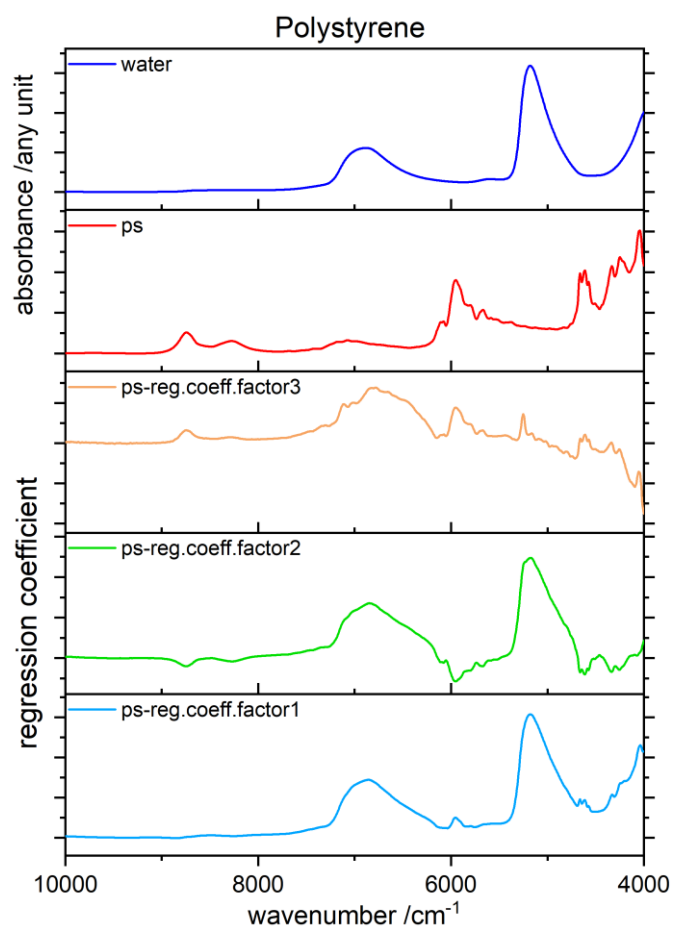 Polystyrene
absorbance /any unit
water
ps
regression coefficient
ps-reg.coeff.factor3
ps-reg.coeff.factor2
ps-reg.coeff.factor1
10000 8000 6000 4000
wavenumber /cm⁻¹